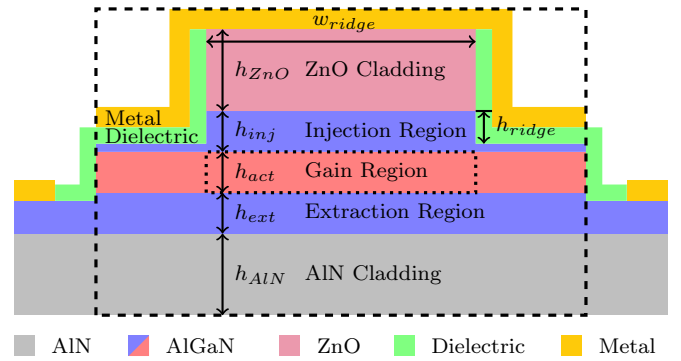 w_ridge
h_ZnO ZnO Cladding
Metal
Dielectric
h_inj Injection Region
h_ridge
h_act Gain Region
h_ext Extraction Region
h_AlN AlN Cladding
AlN AlGaN ZnO Dielectric Metal